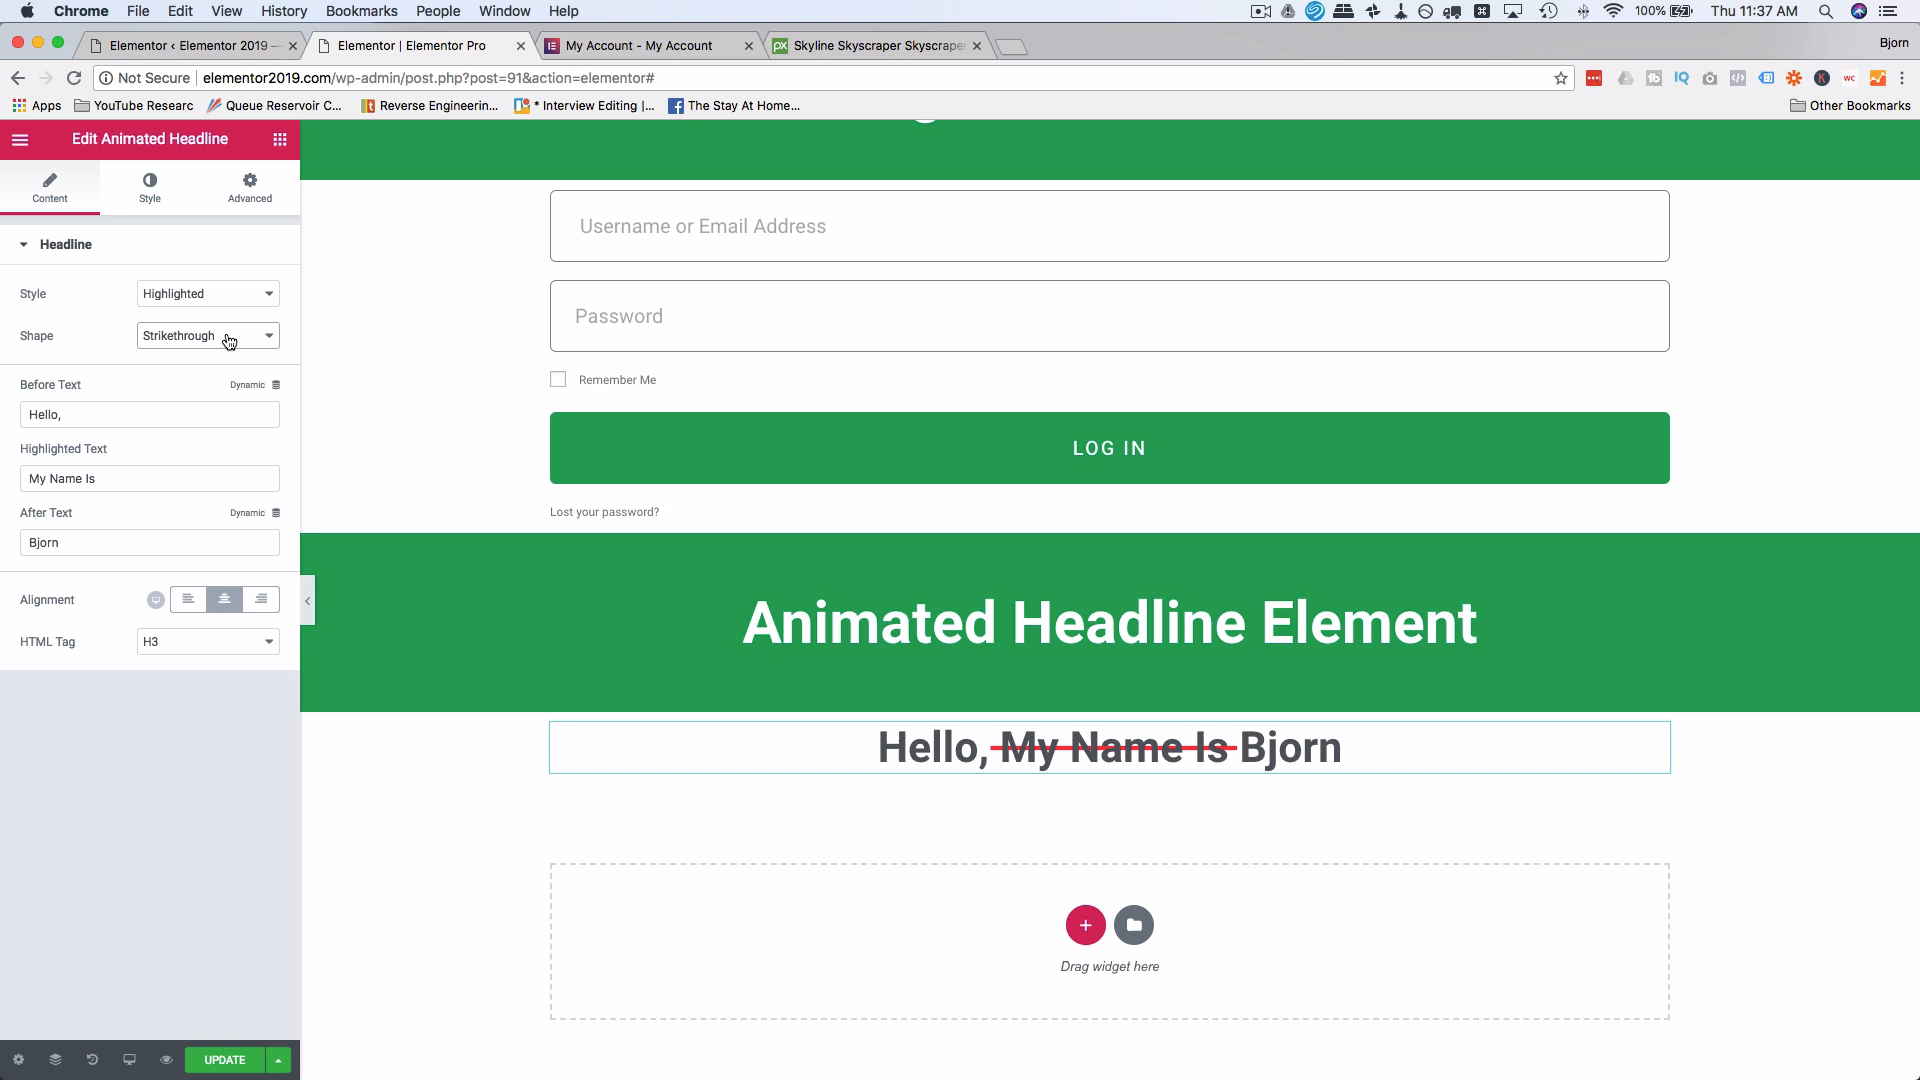 Chrome File Edit View History Bookmarks People Window Help
100% Thu 11:37 AM
Elementor ‹ Elementor 2019 —
Elementor | Elementor Pro
My Account - My Account
Skyline Skyscraper Skyscraper
Bjorn
Not Secure elementor2019.com/wp-admin/post.php?post=91&action=elementor#
Apps YouTube Researc Queue Reservoir C... Reverse Engineerin... * Interview Editing |... The Stay At Home... Other Bookmarks
Edit Animated Headline
Content Style Advanced
Headline
Style Highlighted
Shape Strikethrough
Before Text Dynamic
Hello,
Highlighted Text
My Name Is
After Text Dynamic
Bjorn
Alignment
HTML Tag H3
UPDATE
Username or Email Address
Password
Remember Me
LOG IN
Lost your password?
Animated Headline Element
Hello, My Name Is Bjorn
Drag widget here